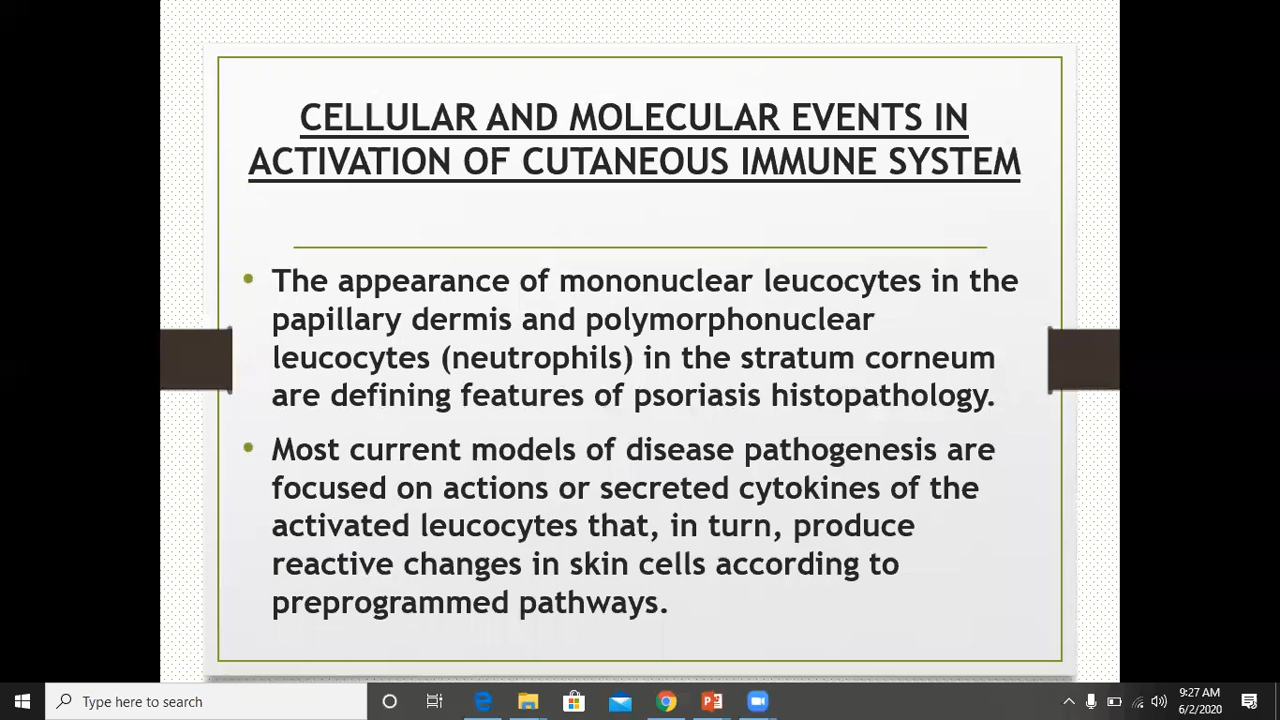 CELLULAR AND MOLECULAR EVENTS IN
ACTIVATION OF CUTANEOUS IMMUNE SYSTEM
• The appearance of mononuclear leucocytes in the
papillary dermis and polymorphonuclear
leucocytes (neutrophils) in the stratum corneum
are defining features of psoriasis histopathology.
• Most current models of disease pathogenesis are
focused on actions or secreted cytokines of the
activated leucocytes that, in turn, produce
reactive changes in skin cells according to
preprogrammed pathways.
Type here to search
9:27 AM
6/2/2020